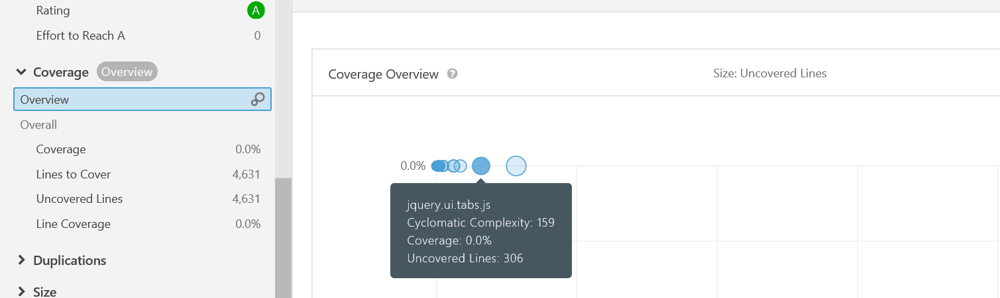 Rating A
Effort to Reach A 0
Coverage Overview
Overview
Overall
Coverage 0.0%
Lines to Cover 4,631
Uncovered Lines 4,631
Line Coverage 0.0%
Duplications
Size
Coverage Overview ?
Size: Uncovered Lines
0.0%
jquery.ui.tabs.js
Cyclomatic Complexity: 159
Coverage: 0.0%
Uncovered Lines: 306